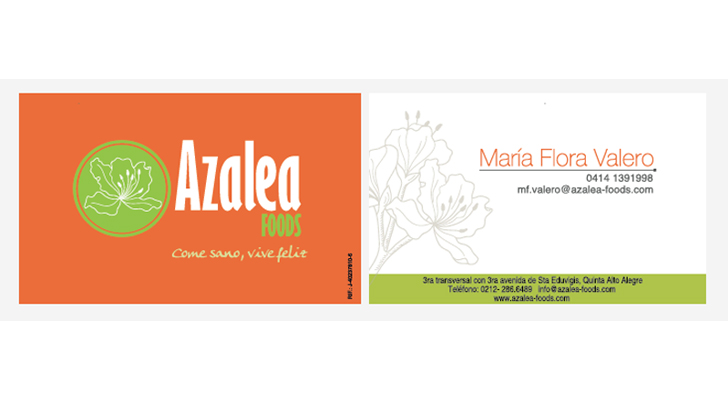 Azalea
FOODS
Come sano, vive feliz
María Flora Valero
0414 1391998
mf.valero@azalea-foods.com
3ra transversal con 3ra avenida de Sta Eduvigis, Quinta Alto Alegre
Teléfono: 0212- 286.6489 info@azalea-foods.com
www.azalea-foods.com